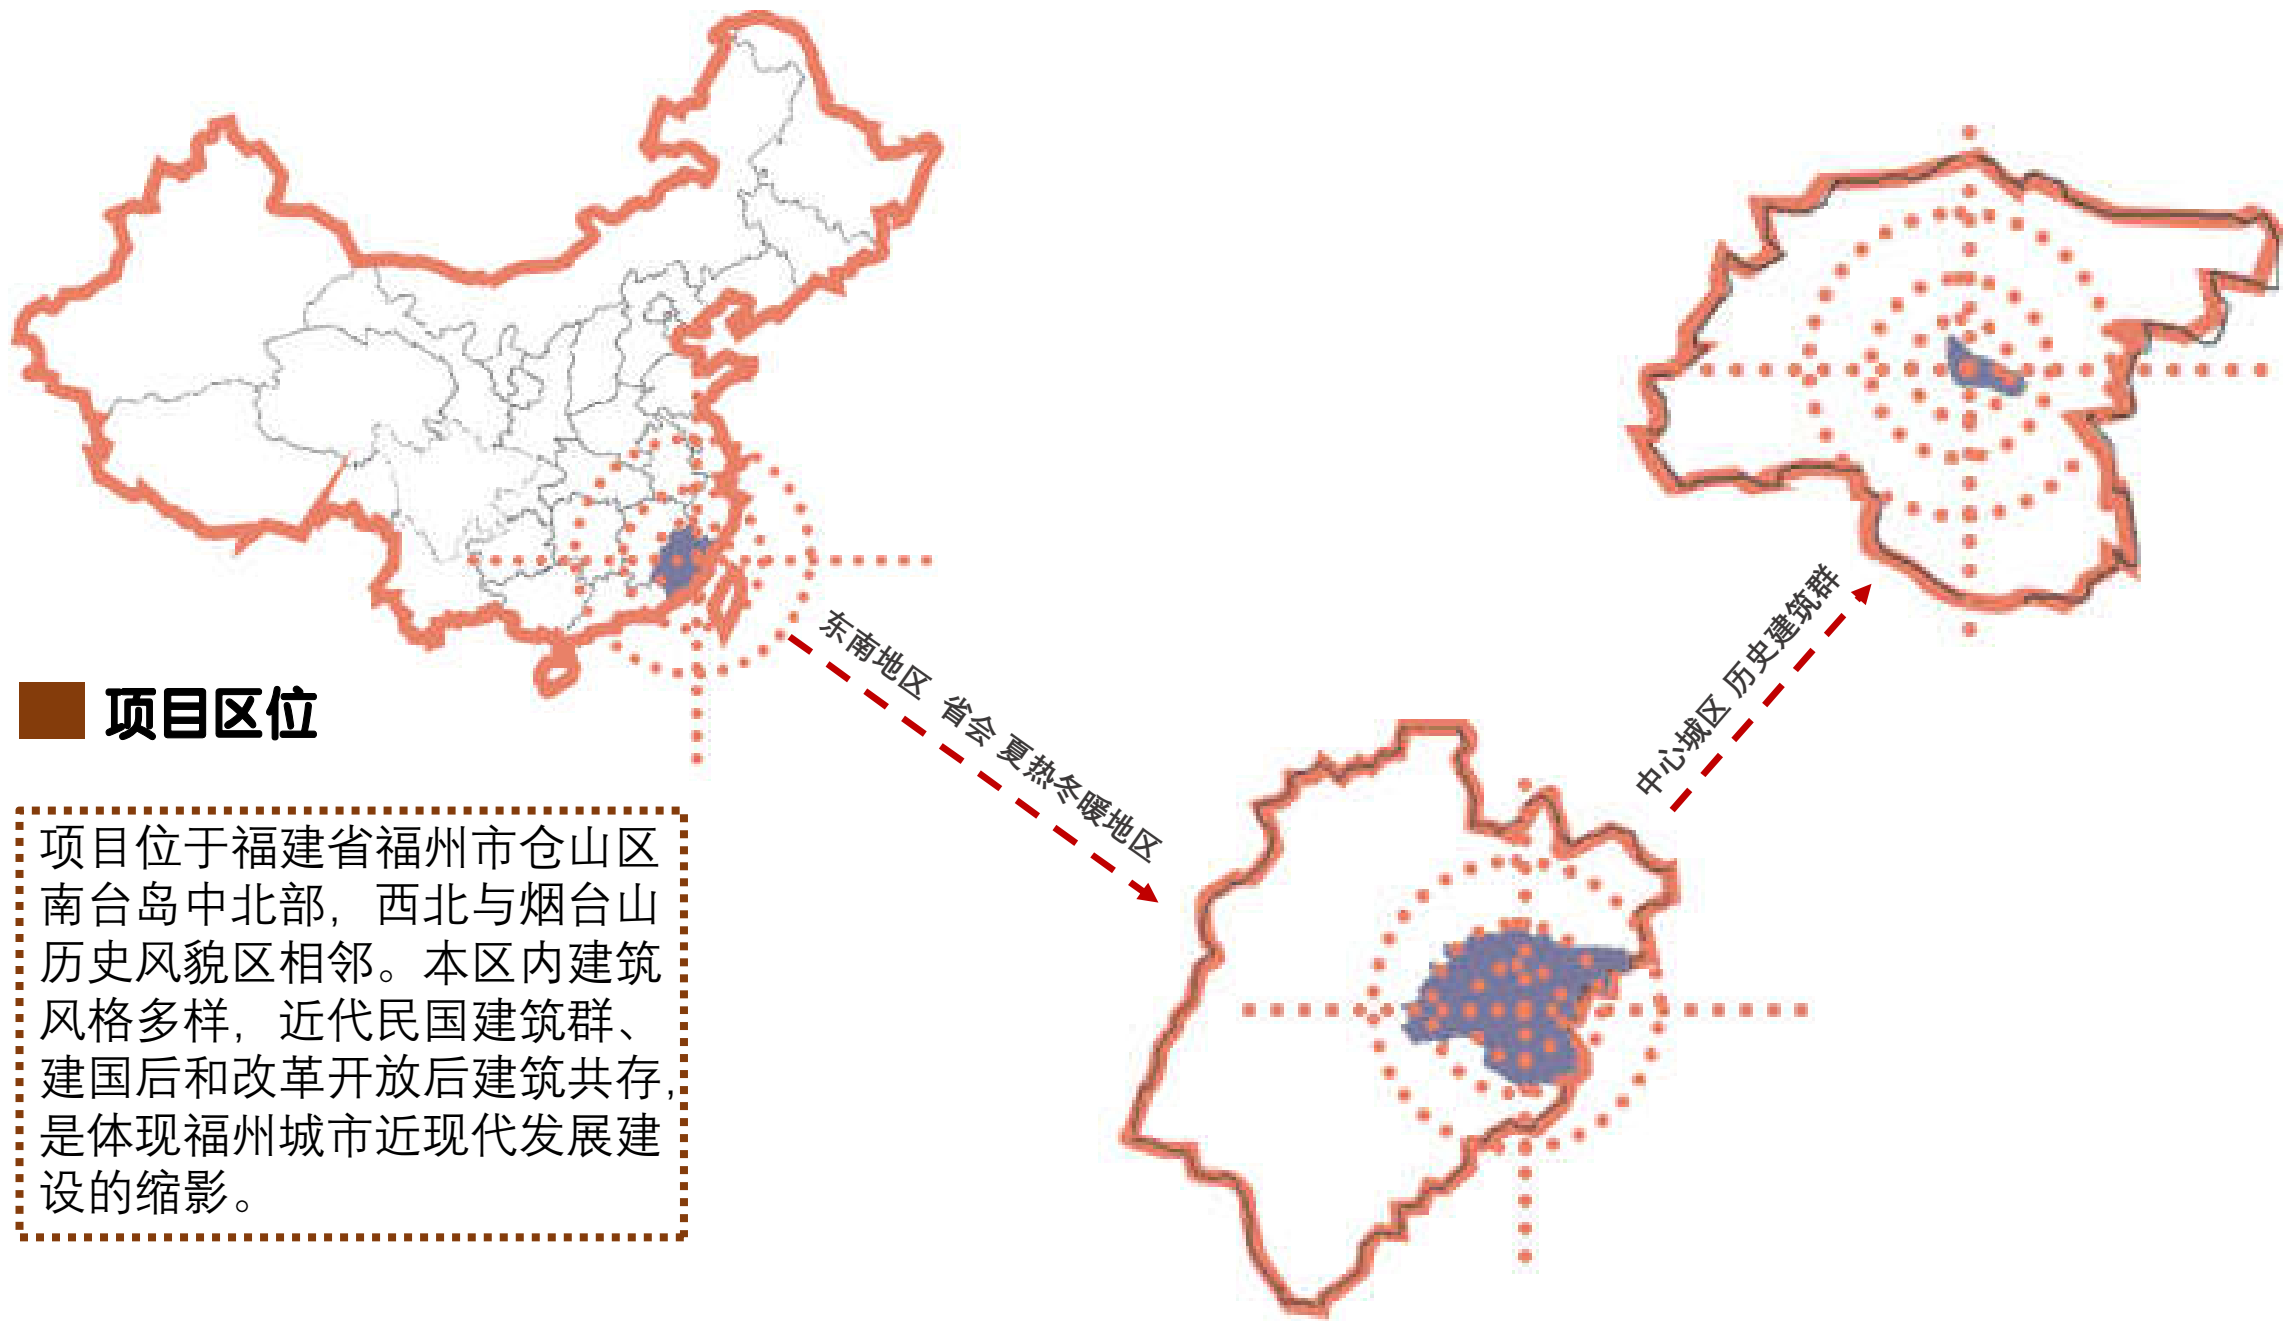 项目区位
项目位于福建省福州市仓山区
南台岛中北部，西北与烟台山
历史风貌区相邻。本区内建筑
风格多样，近代民国建筑群、
建国后和改革开放后建筑共存，
是体现福州城市近现代发展建
设的缩影。
东南地区 省会 夏热冬暖地区
中心城区 历史建筑群